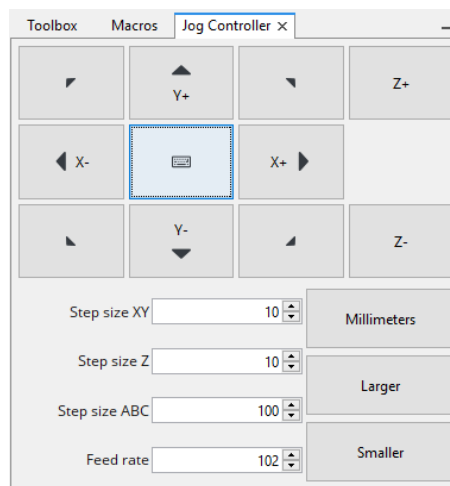 Toolbox Macros Jog Controller ×
Y+
Z+
X-
X+
Y-
Z-
Step size XY 10
Millimeters
Step size Z 10
Larger
Step size ABC 100
Smaller
Feed rate 102